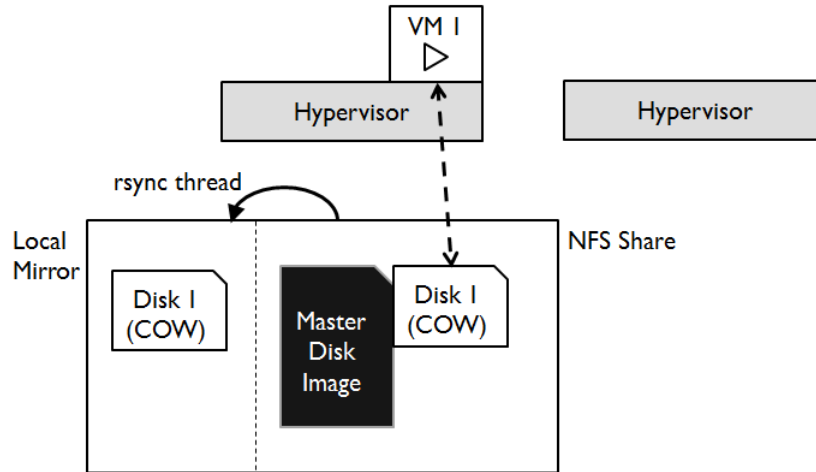 VM 1
Hypervisor
Hypervisor
rsync thread
Local
Mirror
NFS Share
Disk 1
(COW)
Master
Disk
Image
Disk 1
(COW)